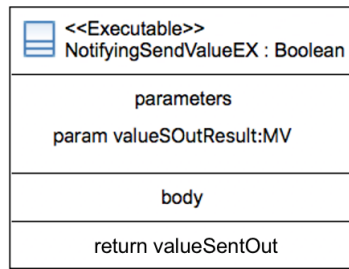 <<Executable>>
NotifyingSendValueEX : Boolean
parameters
param valueSOutResult:MV
body
return valueSentOut